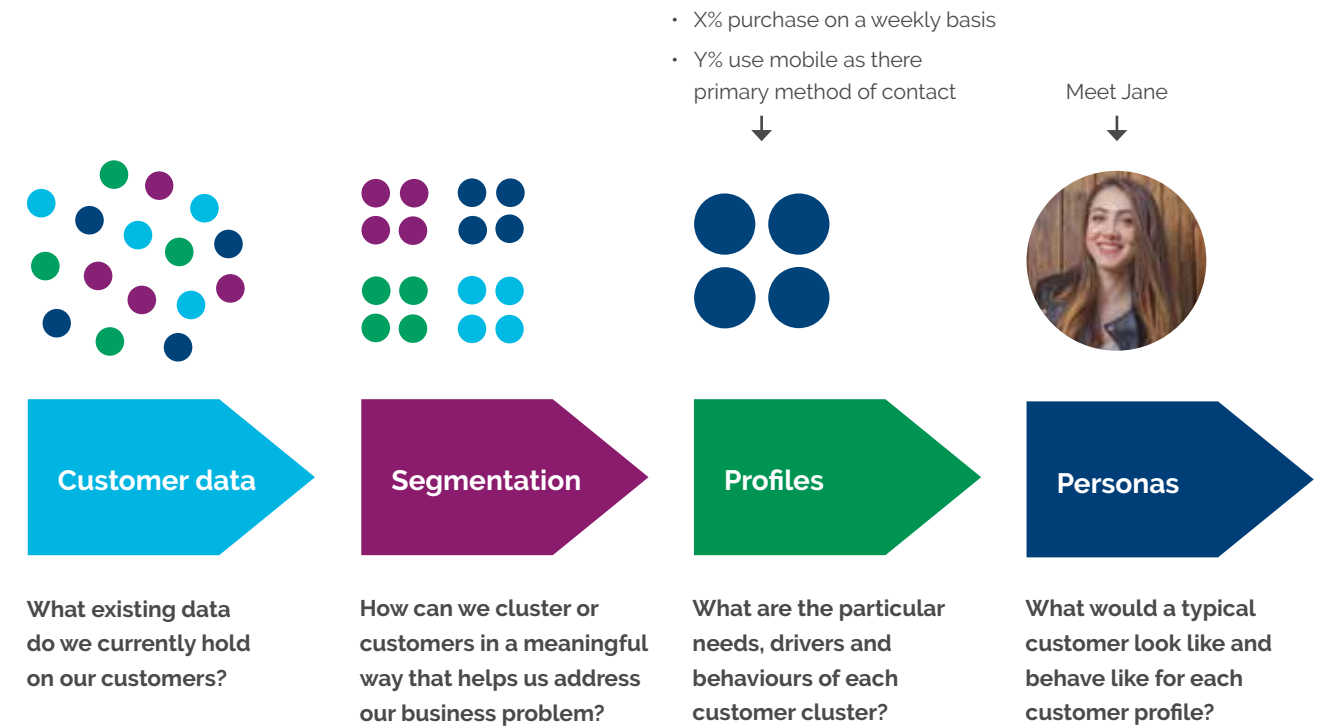 • X% purchase on a weekly basis
• Y% use mobile as there
primary method of contact
Meet Jane
Customer data
Segmentation
Profiles
Personas
What existing data
do we currently hold
on our customers?
How can we cluster or
customers in a meaningful
way that helps us address
our business problem?
What are the particular
needs, drivers and
behaviours of each
customer cluster?
What would a typical
customer look like and
behave like for each
customer profile?